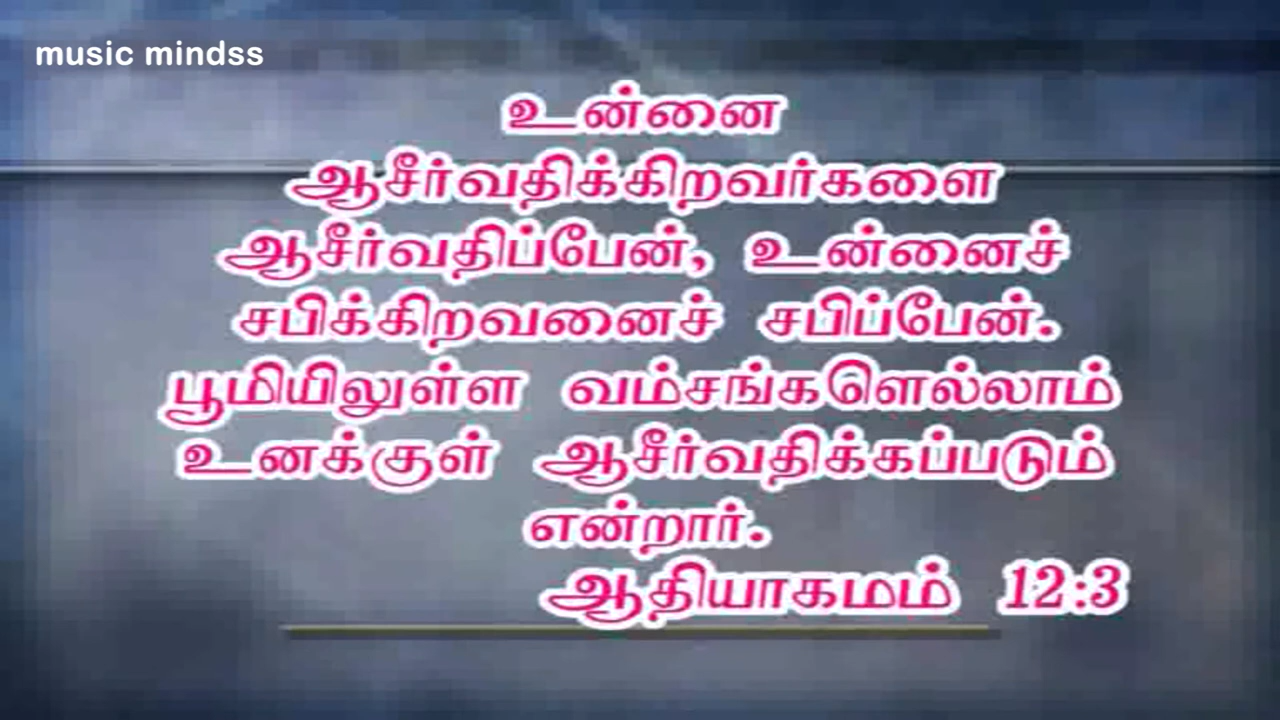 music mindss
உன்னை
ஆசீர்வதிக்கிறவர்களை
ஆசீர்வதிப்பேன், உன்னைச்
சபிக்கிறவனைச் சபிப்பேன்.
பூமியிலுள்ள வம்சங்களெல்லாம்
உனக்குள் ஆசீர்வதிக்கப்படும்
என்றார்.
ஆதியாகமம் 12:3